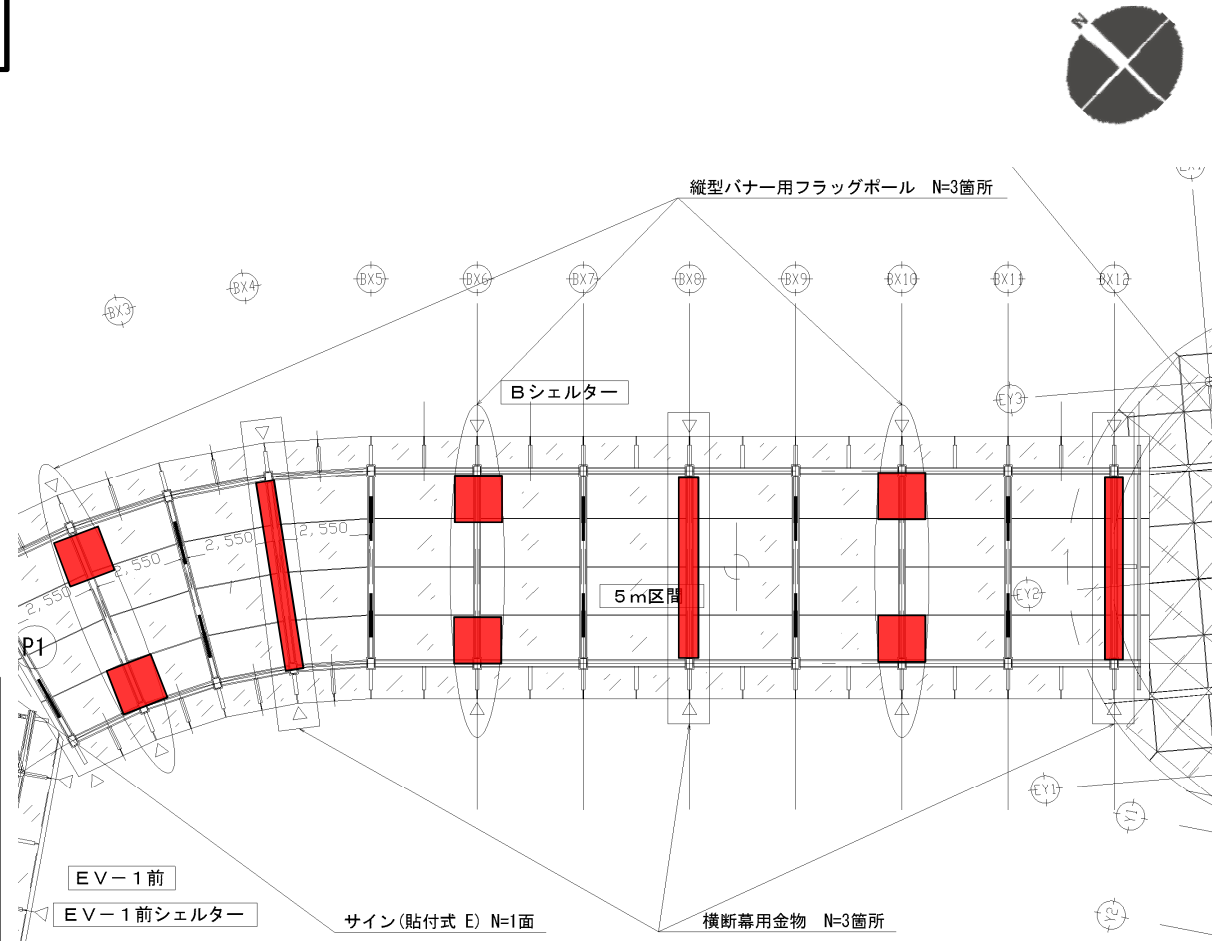 N
縦型バナー用フラッグポール N=3箇所
BX3
BX4
BX5
BX6
BX7
BX8
BX9
BX10
BX11
BX12
Bシェルター
EY3
2,550
2,550
2,550
2,550
5m区間
EY2
P1
EY1
Y1
EV-1前
EV-1前シェルター
サイン(貼付式 E) N=1面
横断幕用金物 N=3箇所
Y2